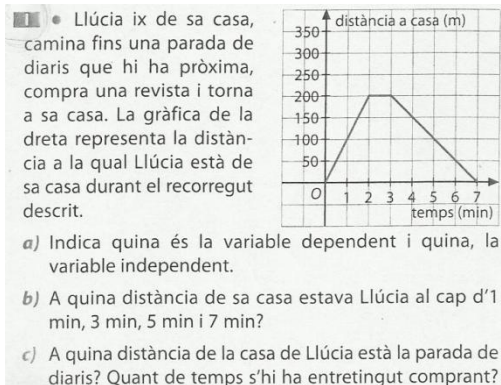 1 • Llúcia ix de sa casa,
camina fins una parada de
diaris que hi ha pròxima,
compra una revista i torna
a sa casa. La gràfica de la
dreta representa la distàn-
cia a la qual Llúcia està de
sa casa durant el recorregut
descrit.
distància a casa (m)
350
300
250
200
150
100
50
O 1 2 3 4 5 6 7
temps (min)
a) Indica quina és la variable dependent i quina, la
variable independent.
b) A quina distància de sa casa estava Llúcia al cap d'1
min, 3 min, 5 min i 7 min?
c) A quina distància de la casa de Llúcia està la parada de
diaris? Quant de temps s'hi ha entretingut comprant?